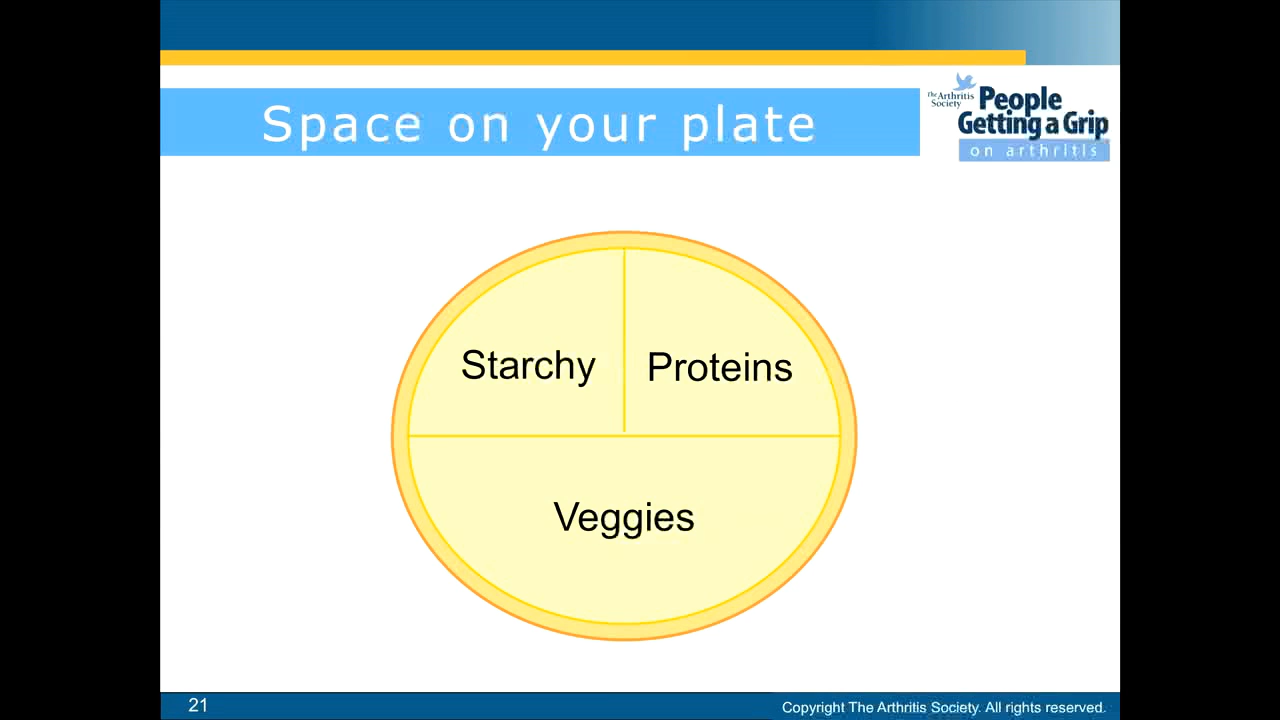 Space on your plate
The Arthritis
Society
People
Getting a Grip
on arthritis
Starchy
Proteins
Veggies
21
Copyright The Arthritis Society. All rights reserved.